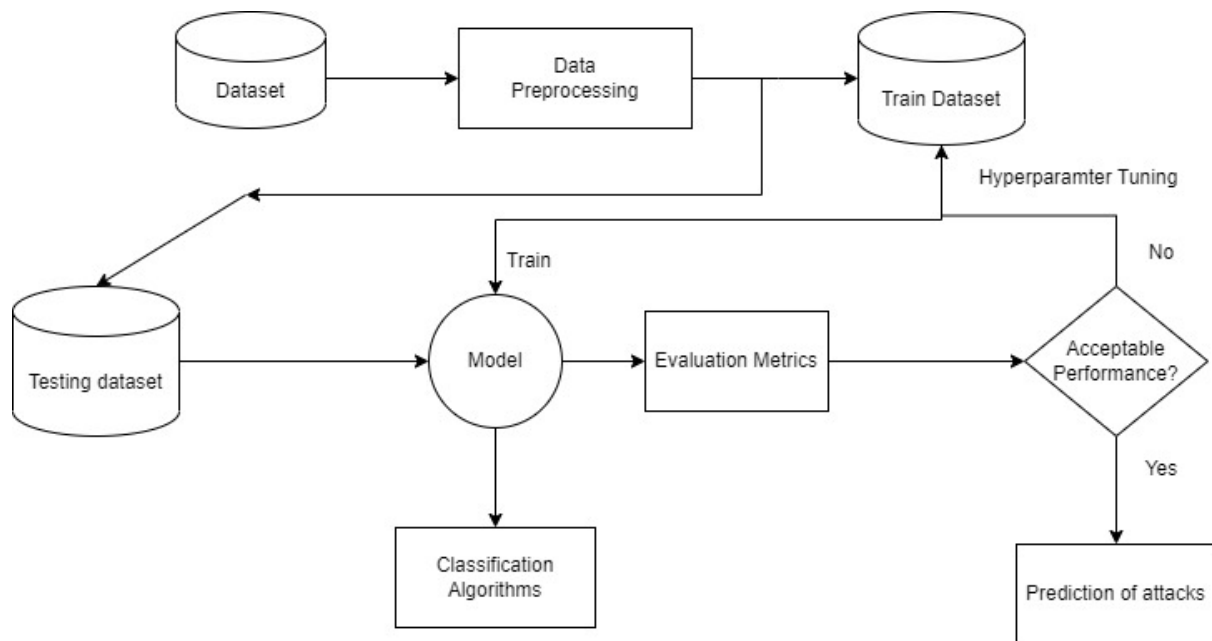 Dataset
Data
Preprocessing
Train Dataset
Hyperparamter Tuning
Train
No
Testing dataset
Model
Evaluation Metrics
Acceptable
Performance?
Yes
Classification
Algorithms
Prediction of attacks